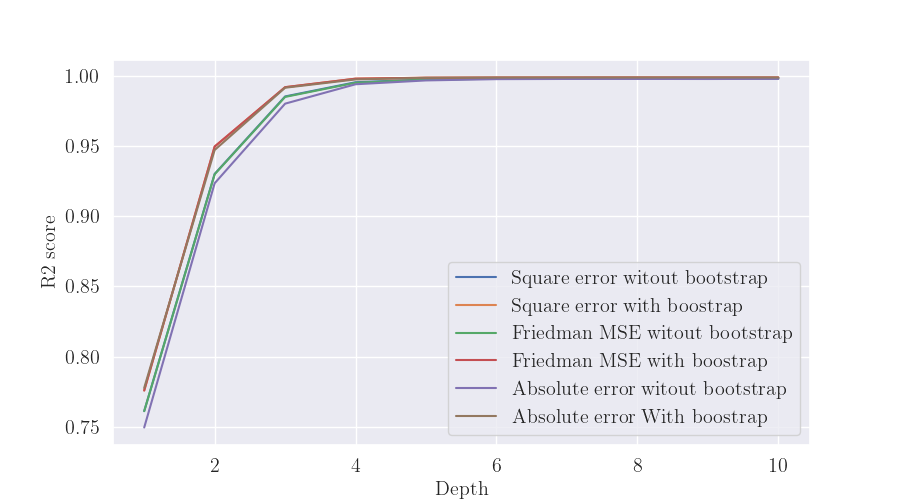 1.00
0.95
0.90
0.85
0.80
0.75
R2 score
2 4 6 8 10
Depth
Square error witout bootstrap
Square error with boostrap
Friedman MSE witout bootstrap
Friedman MSE with boostrap
Absolute error witout bootstrap
Absolute error With boostrap